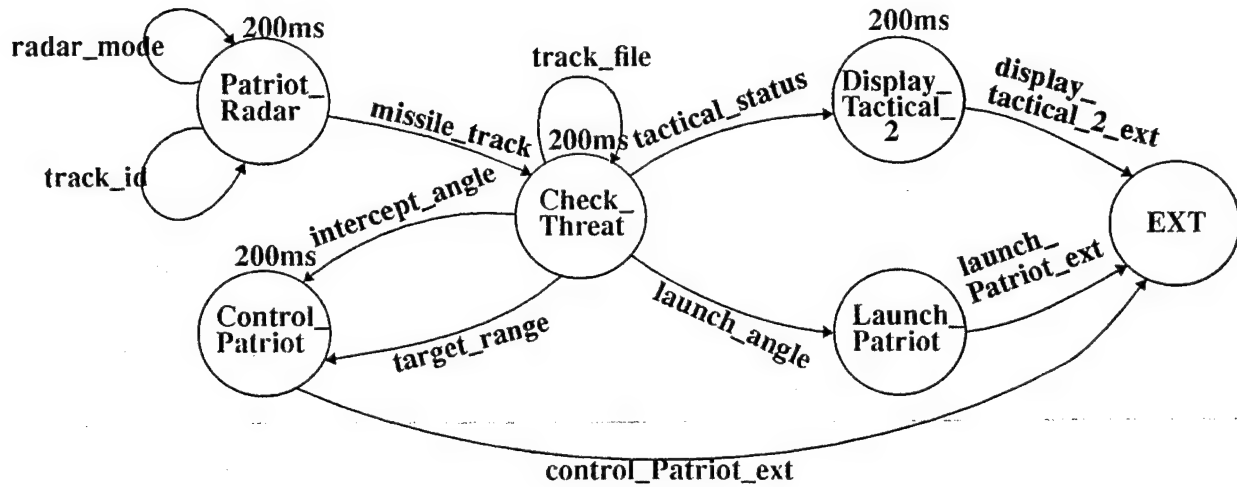 200ms
200ms
radar_mode
track_file
Patriot_
Radar
Display_
Tactical_
2
display_
tactical_2_ext
missile_track
tactical_status
200ms
track_id
intercept_angle
Check_
Threat
EXT
200ms
launch_
Patriot_ext
Control_
Patriot
target_range
launch_angle
Launch_
Patriot
control_Patriot_ext